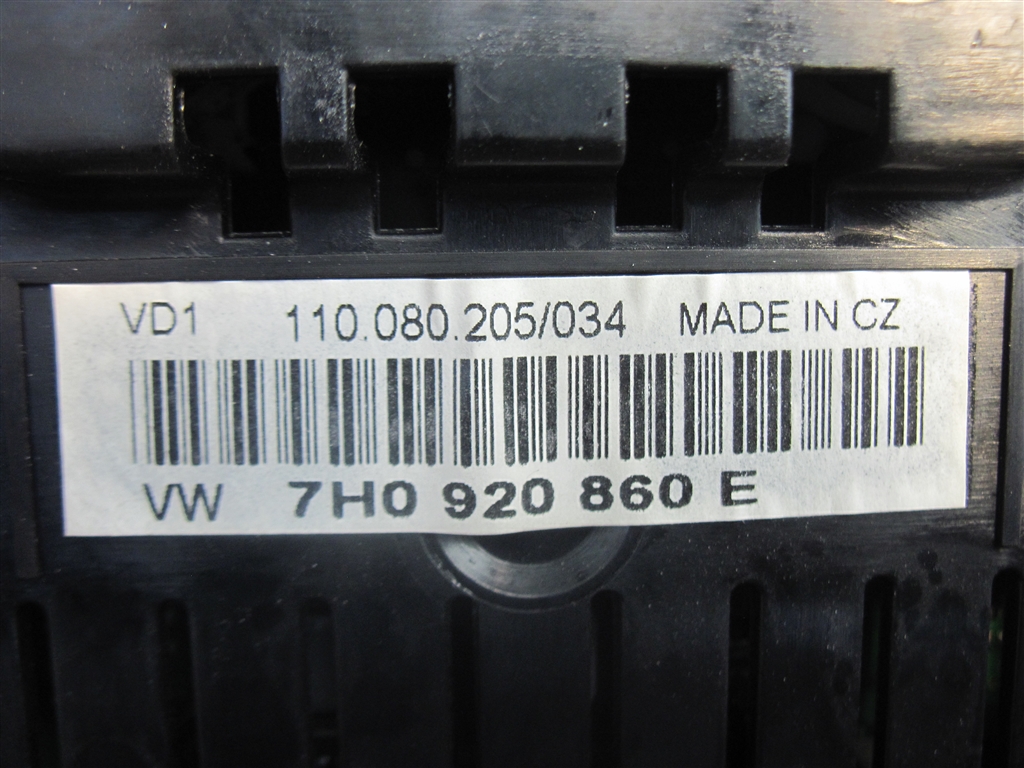 VD1 110.080.205/034 MADE IN CZ
VW 7H0 920 860 E